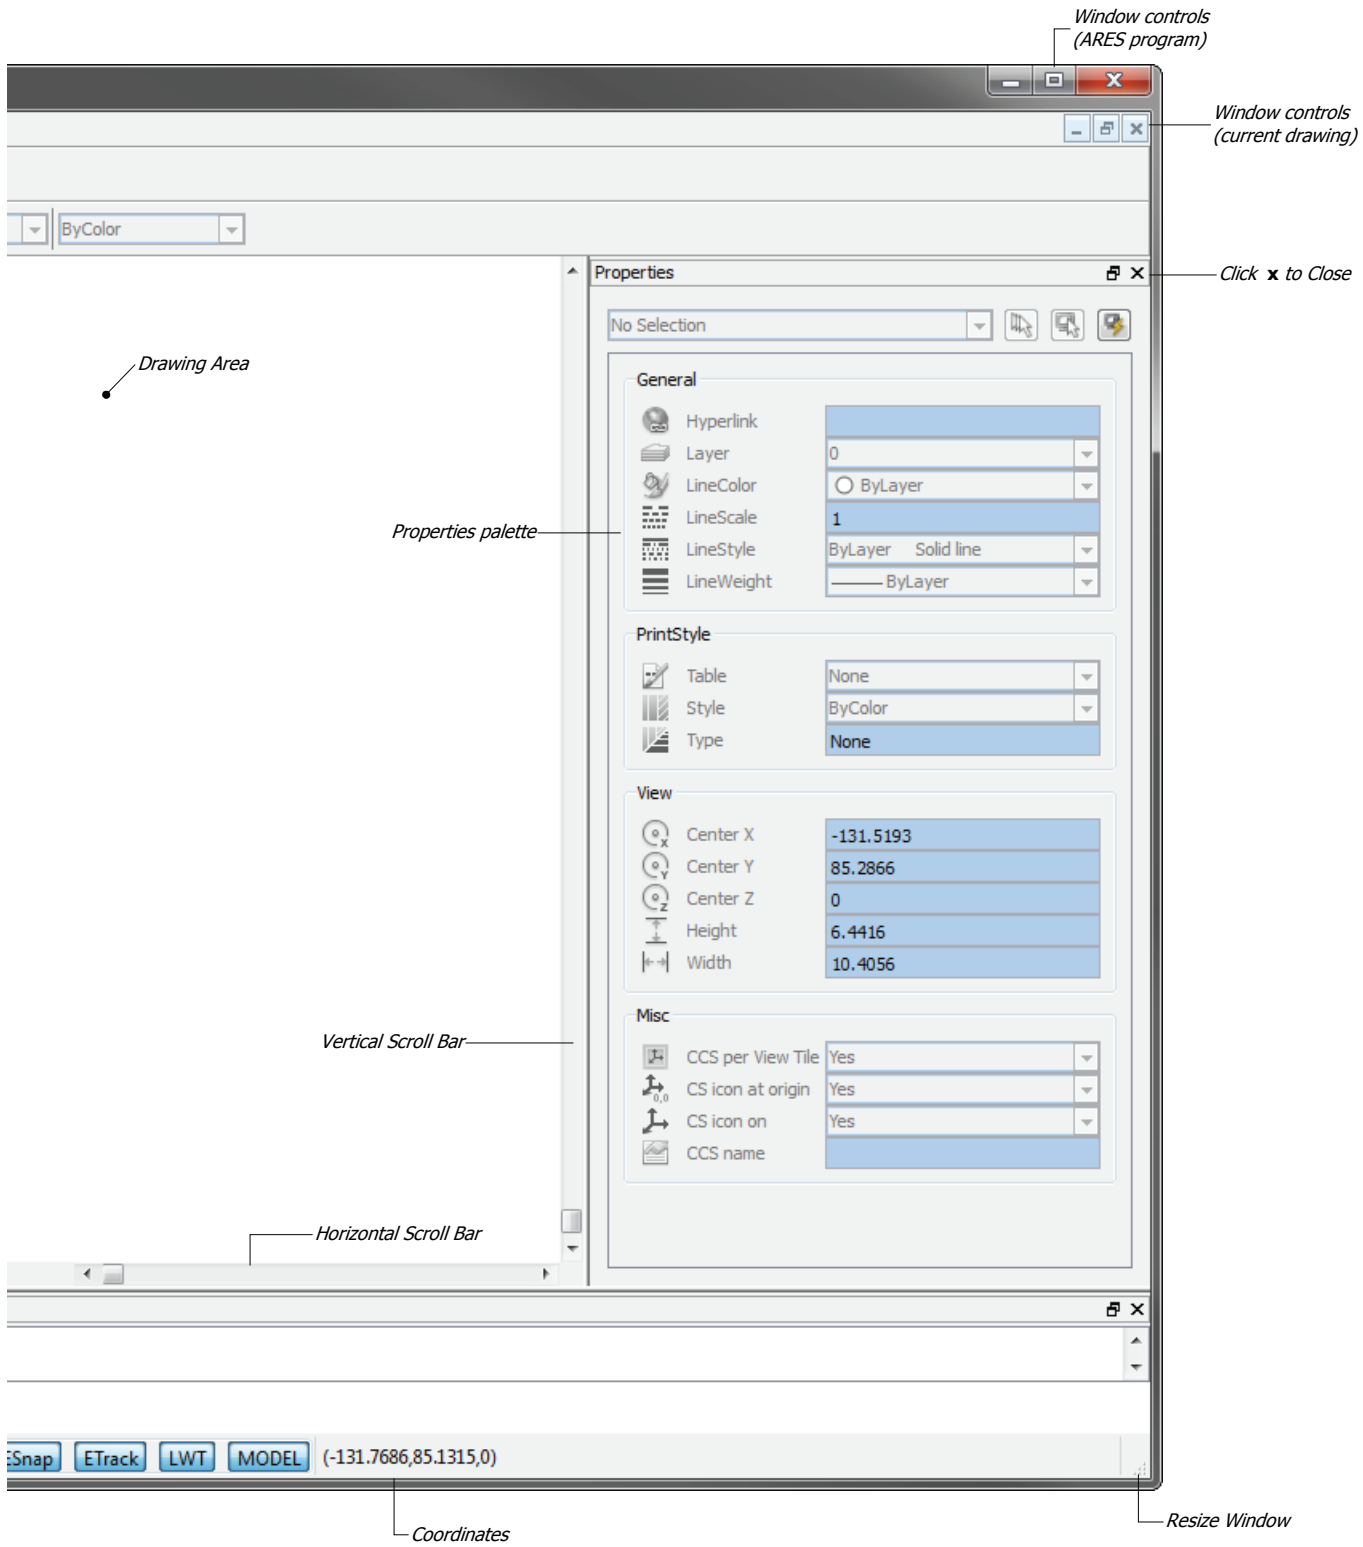 Window controls
(ARES program)
Window controls
(current drawing)
ByColor
Properties
Click x to Close
No Selection
Drawing Area
General
Hyperlink
Layer 0
LineColor ByLayer
LineScale 1
Properties palette
LineStyle ByLayer Solid line
LineWeight ByLayer
PrintStyle
Table None
Style ByColor
Type None
View
Center X -131.5193
Center Y 85.2866
Center Z 0
Height 6.4416
Width 10.4056
Misc
Vertical Scroll Bar
CCS per View Tile Yes
CS icon at origin Yes
CS icon on Yes
CCS name
Horizontal Scroll Bar
ESnap ETrack LWT MODEL (-131.7686,85.1315,0)
Resize Window
Coordinates